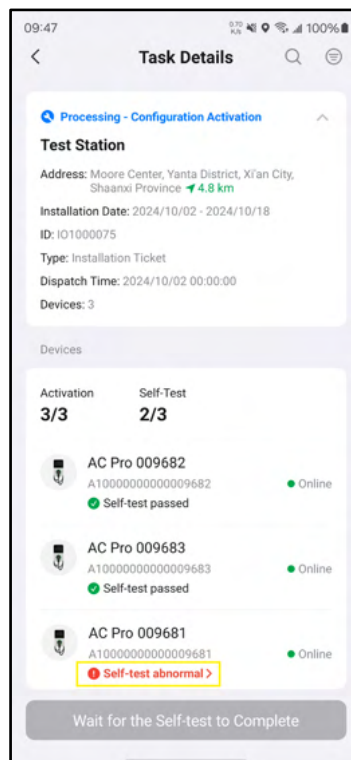 09:47
0.70 K/S 100%
Task Details
Processing - Configuration Activation
Test Station
Address: Moore Center, Yanta District, Xi'an City,
Shaanxi Province 4.8 km
Installation Date: 2024/10/02 - 2024/10/18
ID: IO1000075
Type: Installation Ticket
Dispatch Time: 2024/10/02 00:00:00
Devices: 3
Devices
Activation Self-Test
3/3 2/3
AC Pro 009682
A10000000000009682 Online
Self-test passed
AC Pro 009683
A10000000000009683 Online
Self-test passed
AC Pro 009681
A10000000000009681 Online
Self-test abnormal >
Wait for the Self-test to Complete